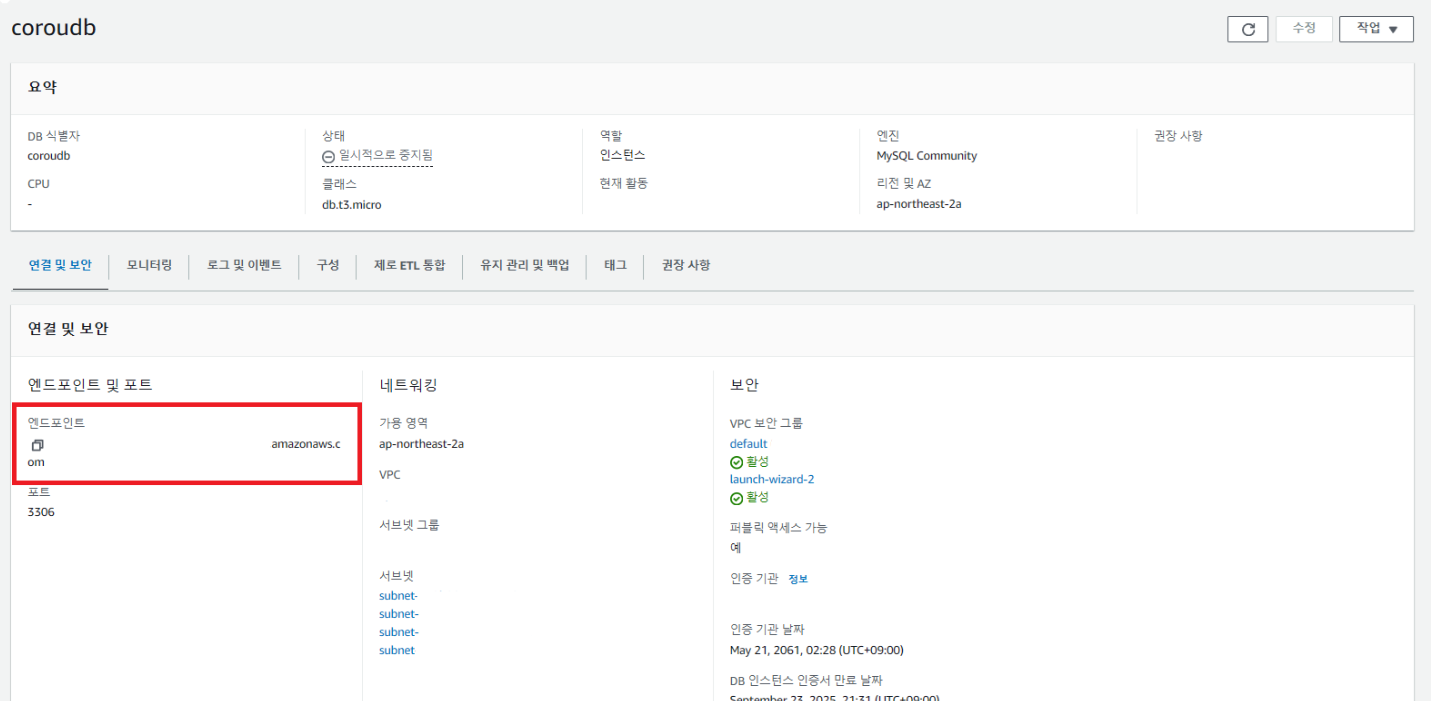 coroudb
수정
작업
요약
DB 식별자
coroudb
CPU
-
상태
일시적으로 중지됨
클래스
db.t3.micro
역할
인스턴스
현재 활동
엔진
MySQL Community
리전 및 AZ
ap-northeast-2a
권장 사항
연결 및 보안
모니터링
로그 및 이벤트
구성
제로 ETL 통합
유지 관리 및 백업
태그
권장 사항
연결 및 보안
엔드포인트 및 포트
엔드포인트
amazonaws.c
om
포트
3306
네트워킹
가용 영역
ap-northeast-2a
VPC
서브넷 그룹
서브넷
subnet-
subnet-
subnet-
subnet
보안
VPC 보안 그룹
default
활성
launch-wizard-2
활성
퍼블릭 액세스 가능
예
인증 기관 정보
인증 기관 날짜
May 21, 2061, 02:28 (UTC+09:00)
DB 인스턴스 인증서 만료 날짜
September 23, 2025, 21:31 (UTC+09:00)